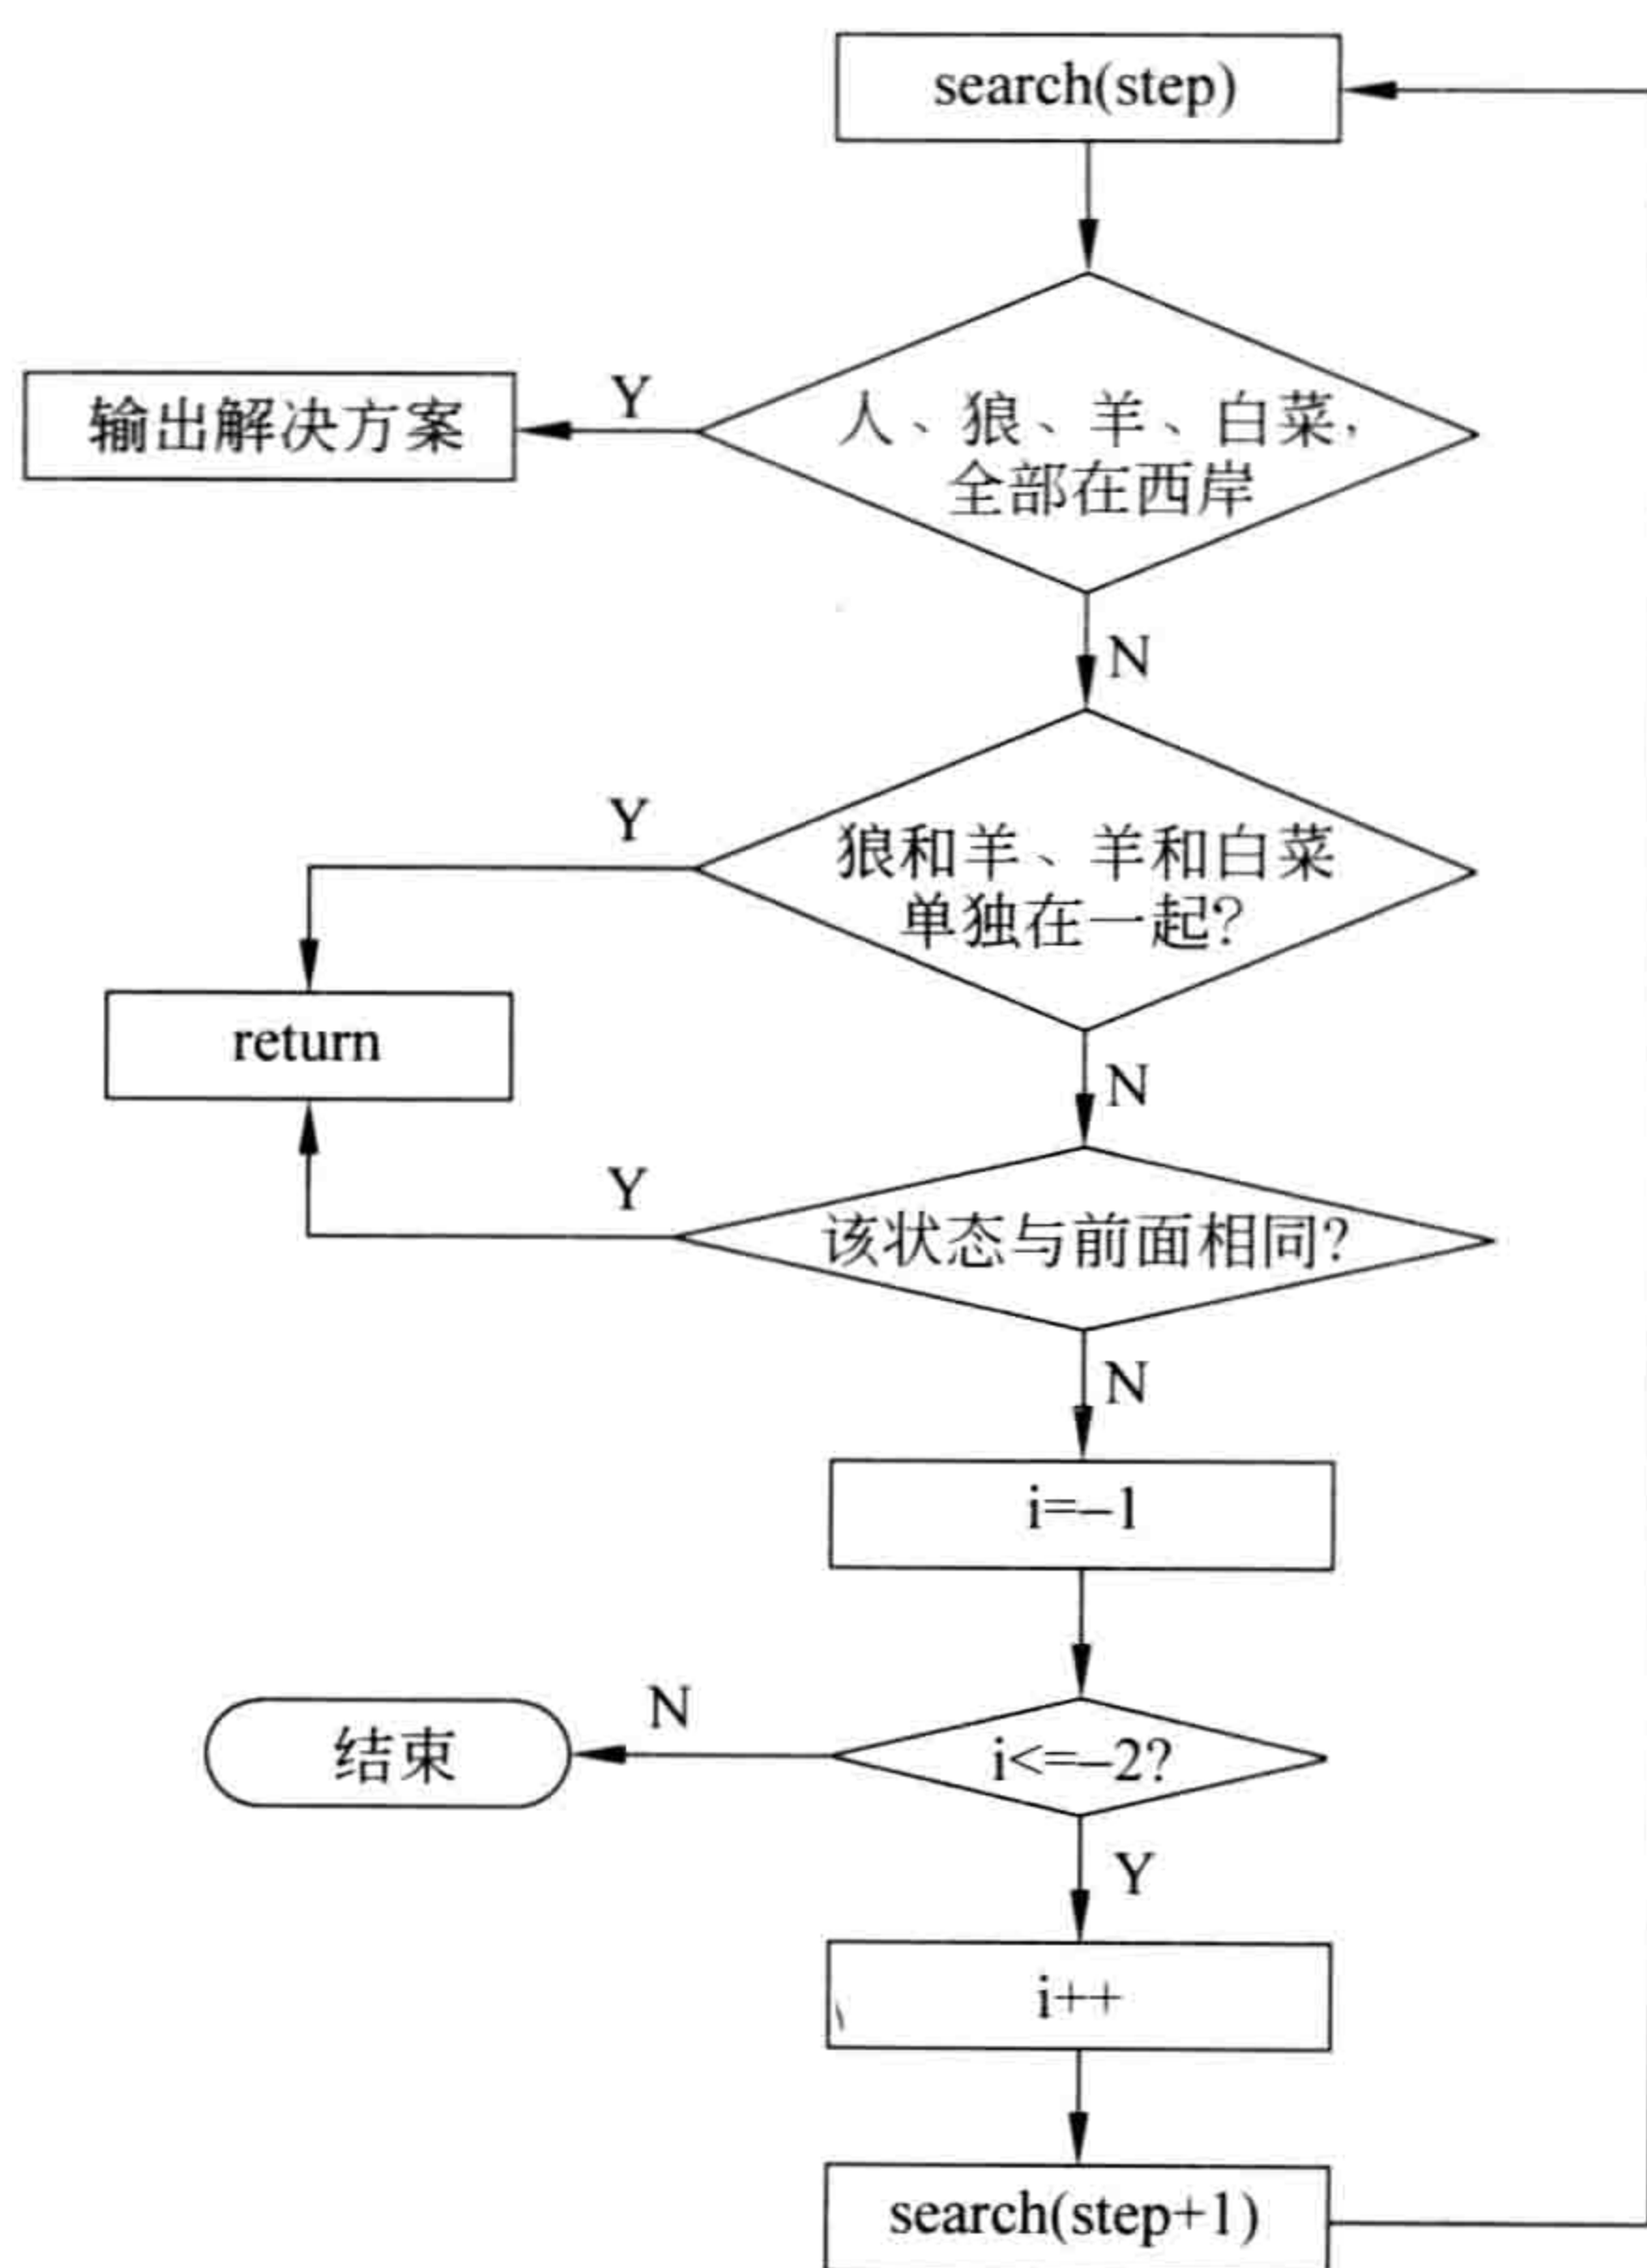 search(step)
Y
输出解决方案
人、狼、羊、白菜,
全部在西岸
N
Y
狼和羊、羊和白菜
单独在一起?
return
N
Y
该状态与前面相同?
N
i=–1
N
结束
i<=–2?
Y
i++
search(step+1)